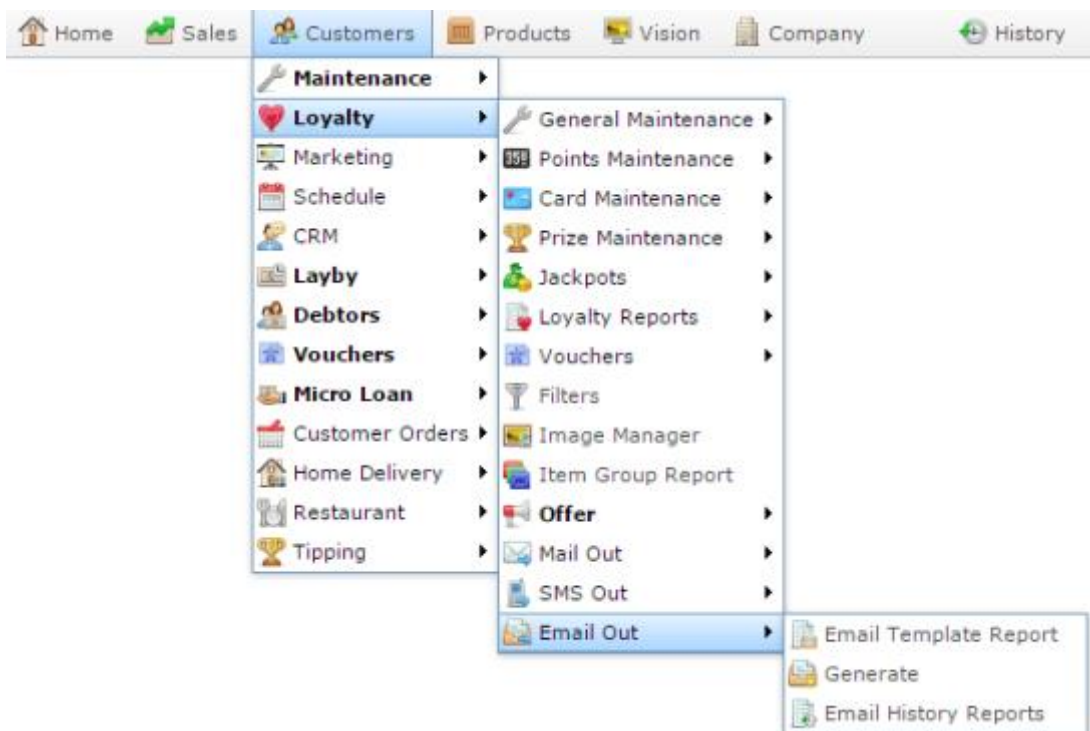 Home Sales Customers Products Vision Company History
Maintenance
Loyalty
Marketing
Schedule
CRM
Layby
Debtors
Vouchers
Micro Loan
Customer Orders
Home Delivery
Restaurant
Tipping
General Maintenance
Points Maintenance
Card Maintenance
Prize Maintenance
Jackpots
Loyalty Reports
Vouchers
Filters
Image Manager
Item Group Report
Offer
Mail Out
SMS Out
Email Out
Email Template Report
Generate
Email History Reports